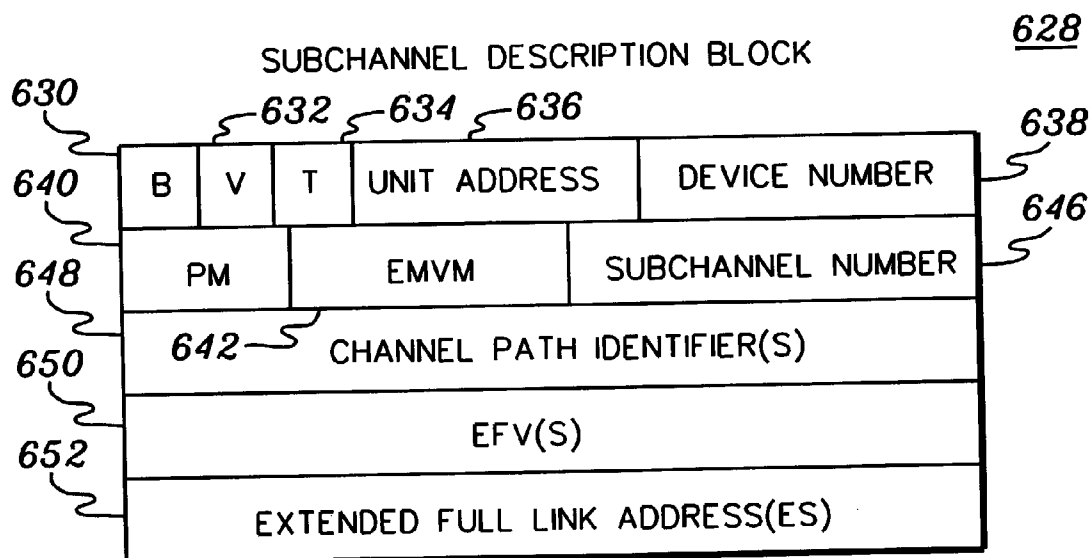 628
SUBCHANNEL DESCRIPTION BLOCK
630 632 634 636 638
B V T UNIT ADDRESS DEVICE NUMBER
640 646
PM EMVM SUBCHANNEL NUMBER
648 642
CHANNEL PATH IDENTIFIER(S)
650
EFV(S)
652
EXTENDED FULL LINK ADDRESS(ES)